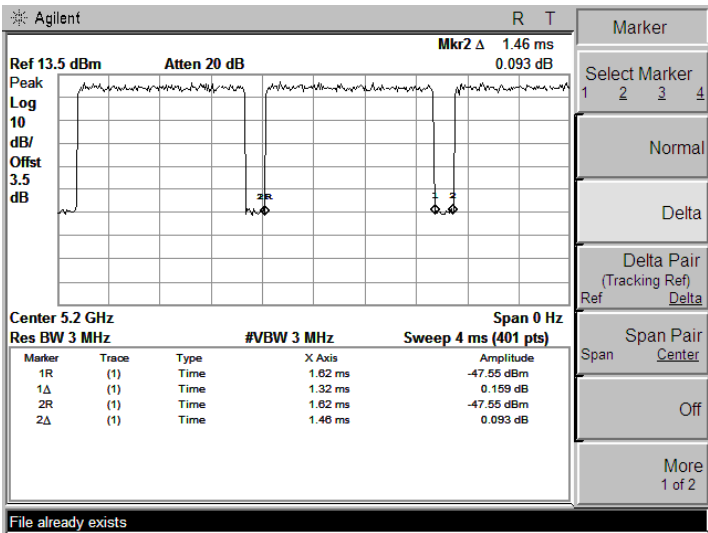 Agilent
R T
Mkr2 Δ 1.46 ms
Ref 13.5 dBm
Atten 20 dB
0.093 dB
Peak
Log
10
dB/
Offst
3.5
dB
2R
1
2
Center 5.2 GHz
Span 0 Hz
Res BW 3 MHz
#VBW 3 MHz
Sweep 4 ms (401 pts)
Marker Trace Type X Axis Amplitude
1R (1) Time 1.62 ms -47.55 dBm
1Δ (1) Time 1.32 ms 0.159 dB
2R (1) Time 1.62 ms -47.55 dBm
2Δ (1) Time 1.46 ms 0.093 dB
File already exists
Marker
Select Marker
1 2 3 4
Normal
Delta
Delta Pair
(Tracking Ref)
Ref Delta
Span Pair
Span Center
Off
More
1 of 2